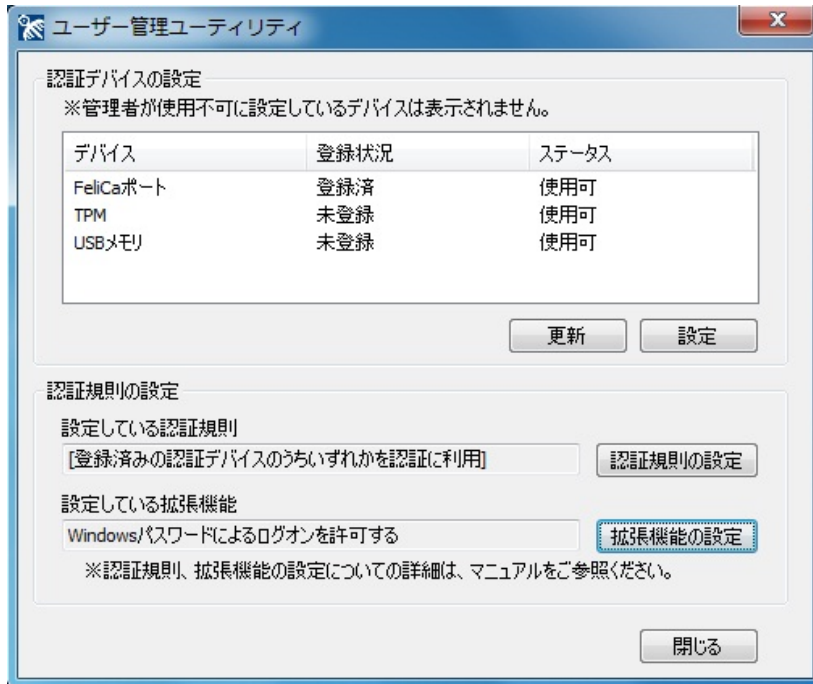 ユーザー管理ユーティリティ
認証デバイスの設定
※管理者が使用不可に設定しているデバイスは表示されません。
デバイス 登録状況 ステータス
FeliCaポート 登録済 使用可
TPM 未登録 使用可
USBメモリ 未登録 使用可
更新 設定
認証規則の設定
設定している認証規則
[登録済みの認証デバイスのうちいずれかを認証に利用] 認証規則の設定
設定している拡張機能
Windowsパスワードによるログオンを許可する 拡張機能の設定
※認証規則、拡張機能の設定についての詳細は、マニュアルをご参照ください。
閉じる